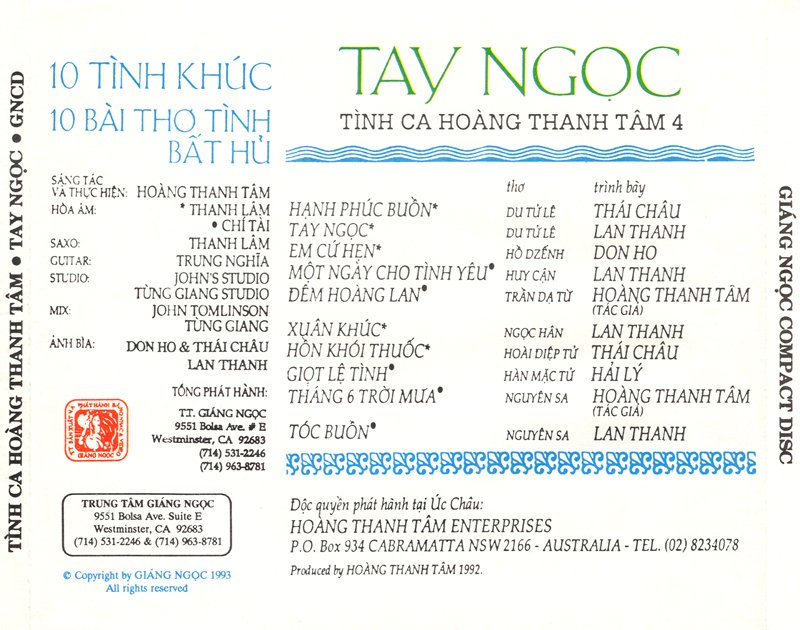 TÌNH CA HOÀNG THANH TÂM • TAY NGỌC • GNCD
10 TÌNH KHÚC
10 BÀI THƠ TÌNH
BẤT HỦ
SÁNG TÁC
VÀ THỰC HIỆN: HOÀNG THANH TÂM
HÒA ÂM: * THANH LÂM
• CHÍ TÀI
SAXO: THANH LÂM
GUITAR: TRUNG NGHĨA
STUDIO: JOHN'S STUDIO
TÙNG GIANG STUDIO
MIX: JOHN TOMLINSON
TÙNG GIANG
ẢNH BÌA: DON HO & THÁI CHÂU
LAN THANH
TỔNG PHÁT HÀNH:
T.T. GIÁNG NGỌC
9551 Bolsa Ave. # E
Westminster, CA 92683
(714) 531-2246
(714) 963-8781
GIÁNG NGỌC
TRUNG TÂM GIÁNG NGỌC
9551 Bolsa Ave. Suite E
Westminster, CA 92683
(714) 531-2246 & (714) 963-8781
© Copyright by GIÁNG NGỌC 1993
All rights reserved
TAY NGỌC
TÌNH CA HOÀNG THANH TÂM 4
thơ trình bày
HẠNH PHÚC BUỒN* DU TỬ LÊ THÁI CHÂU
TAY NGỌC* DU TỬ LÊ LAN THANH
EM CỨ HẸN* HỒ DZẾNH DON HO
MỘT NGÀY CHO TÌNH YÊU• HUY CẬN LAN THANH
ĐÊM HOÀNG LAN• TRẦN DẠ TỪ HOÀNG THANH TÂM
(TÁC GIẢ)
XUÂN KHÚC* NGỌC HÂN LAN THANH
HỒN KHÓI THUỐC* HOÀI DIỆP TỬ THÁI CHÂU
GIỌT LỆ TÌNH• HÀN MẶC TỬ HẢI LÝ
THÁNG 6 TRỜI MƯA• NGUYÊN SA HOÀNG THANH TÂM
(TÁC GIẢ)
TÓC BUỒN• NGUYÊN SA LAN THANH
Độc quyền phát hành tại Úc Châu:
HOÀNG THANH TÂM ENTERPRISES
P.O. Box 934 CABRAMATTA NSW 2166 - AUSTRALIA - TEL. (02) 8234078
Produced by HOÀNG THANH TÂM 1992.
GIÁNG NGỌC COMPACT DISC